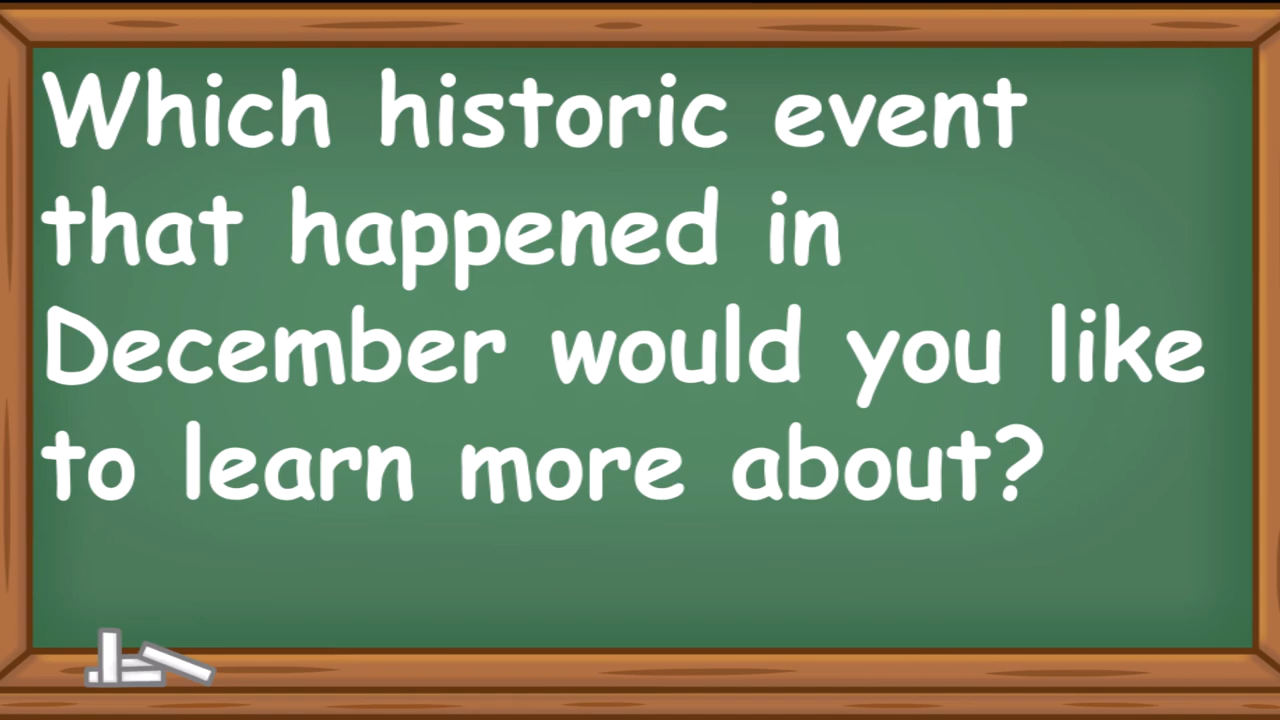 Which historic event
that happened in
December would you like
to learn more about?